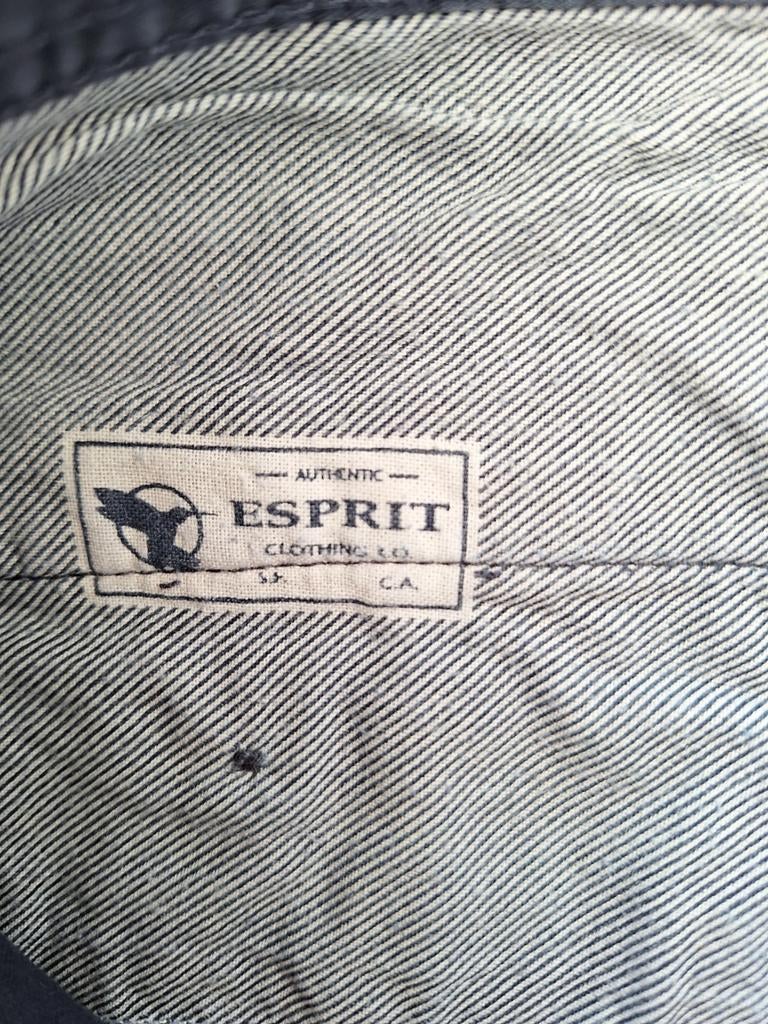 — AUTHENTIC —
ESPRIT
CLOTHING CO.
S.F. C.A.